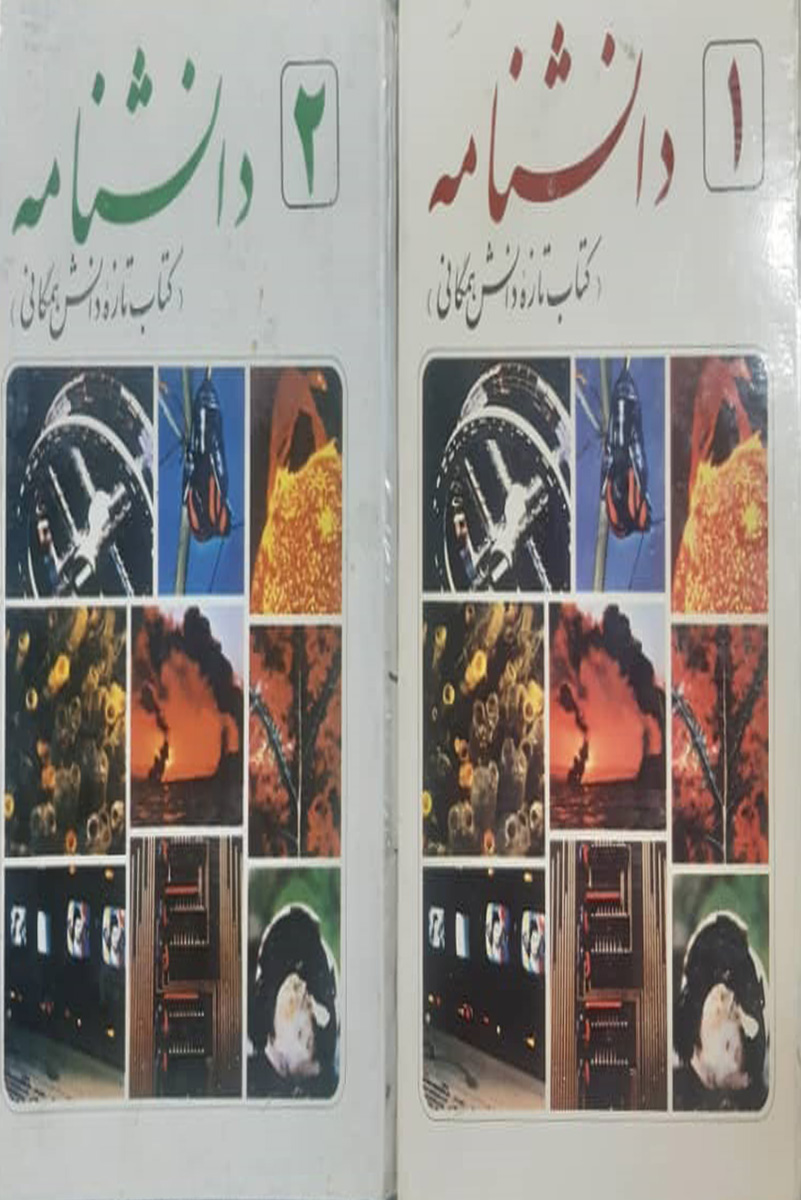 ۱
دانشنامه
(کتاب تازهٔ دانش همگانی)
۲
دانشنامه
(کتاب تازهٔ دانش همگانی)